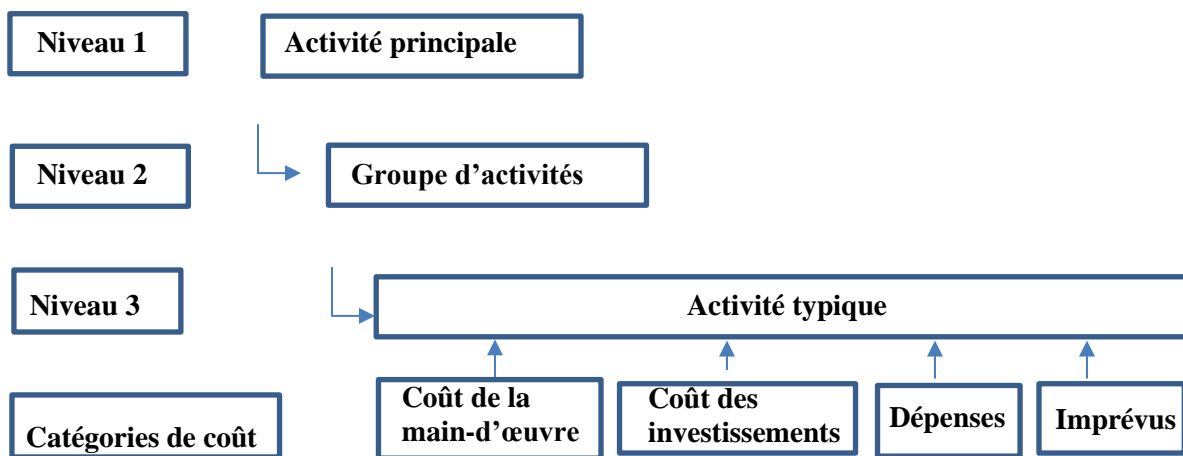 Niveau 1
Activité principale
Niveau 2
Groupe d’activités
Niveau 3
Activité typique
Catégories de coût
Coût de la
main-d’œuvre
Coût des
investissements
Dépenses
Imprévus